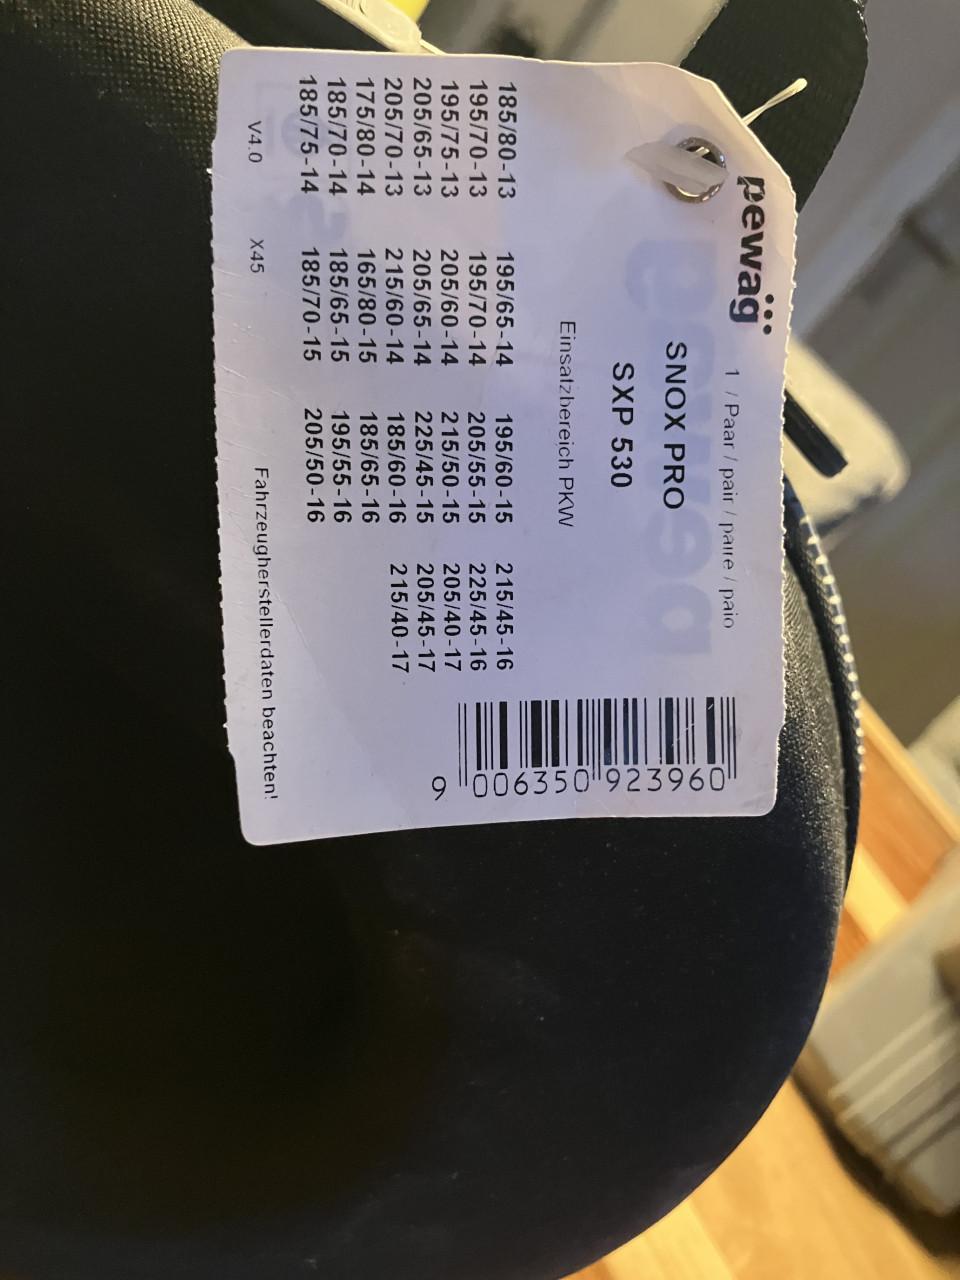 pewag
1 / Paar / pair / paire / paio
SNOX PRO
SXP 530
Einsatzbereich PKW
185/80-13 195/65-14 195/60-15 215/45-16
195/70-13 195/70-14 205/55-15 225/45-16
195/75-13 205/60-14 215/50-15 205/40-17
205/65-13 205/65-14 225/45-15 205/45-17
205/70-13 215/60-14 185/60-16 215/40-17
175/80-14 165/80-15 185/65-16
185/70-14 185/65-15 195/55-16
185/75-14 185/70-15 205/50-16
V4.0 X45 Fahrzeugherstellerdaten beachten!
9 006350 923960